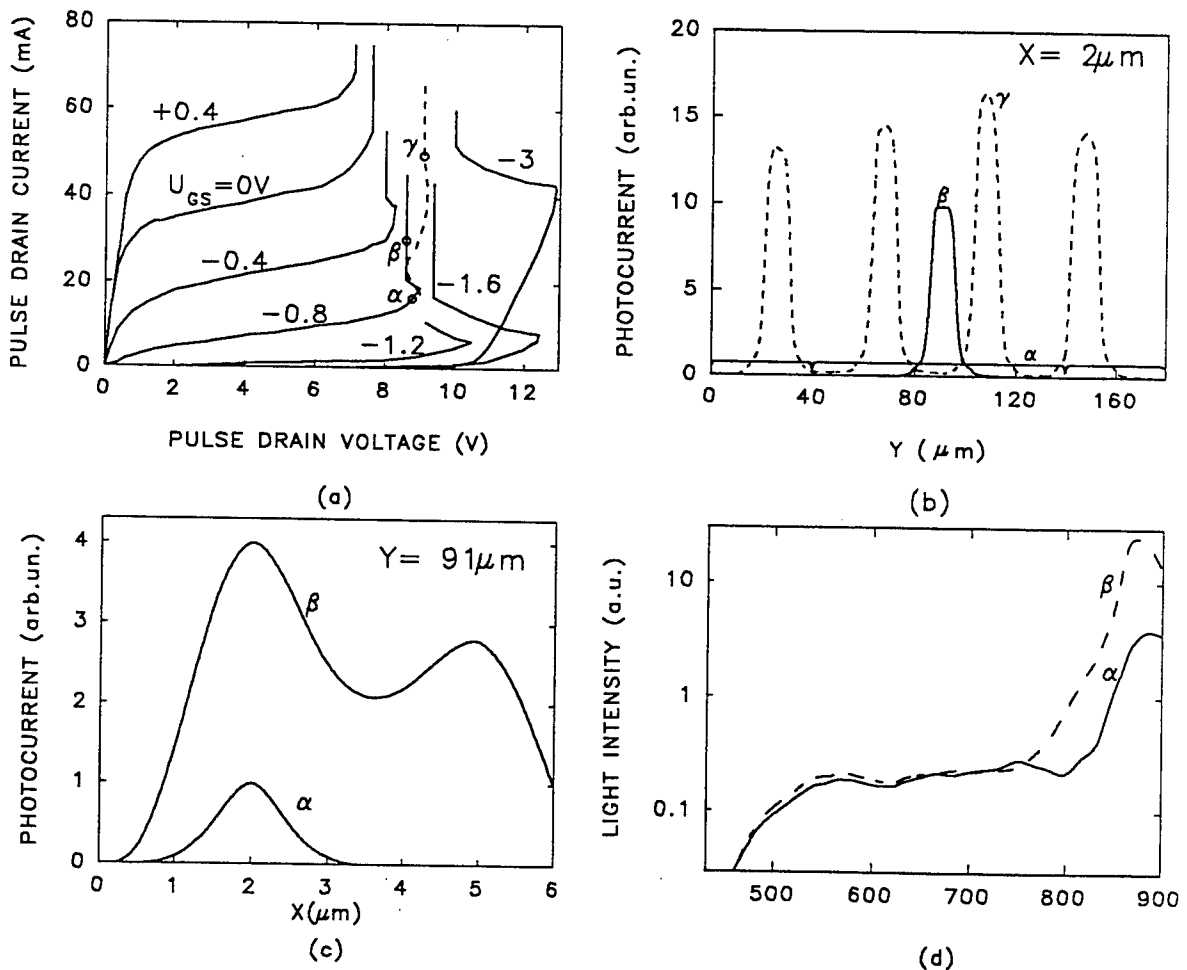 PULSE DRAIN CURRENT (mA)
80
60
40
20
0
+0.4
U_GS=0V
-0.4
-0.8
-1.2
-1.6
-3
γ
β
α
0 2 4 6 8 10 12
PULSE DRAIN VOLTAGE (V)
(a)
PHOTOCURRENT (arb.un.)
20
15
10
5
0
X= 2μm
γ
β
α
0 40 80 120 160
Y (μm)
(b)
PHOTOCURRENT (arb.un.)
4
3
2
1
0
Y= 91μm
β
α
0 1 2 3 4 5 6
X(μm)
(c)
LIGHT INTENSITY (a.u.)
10
1
0.1
β
α
500 600 700 800 900
(d)